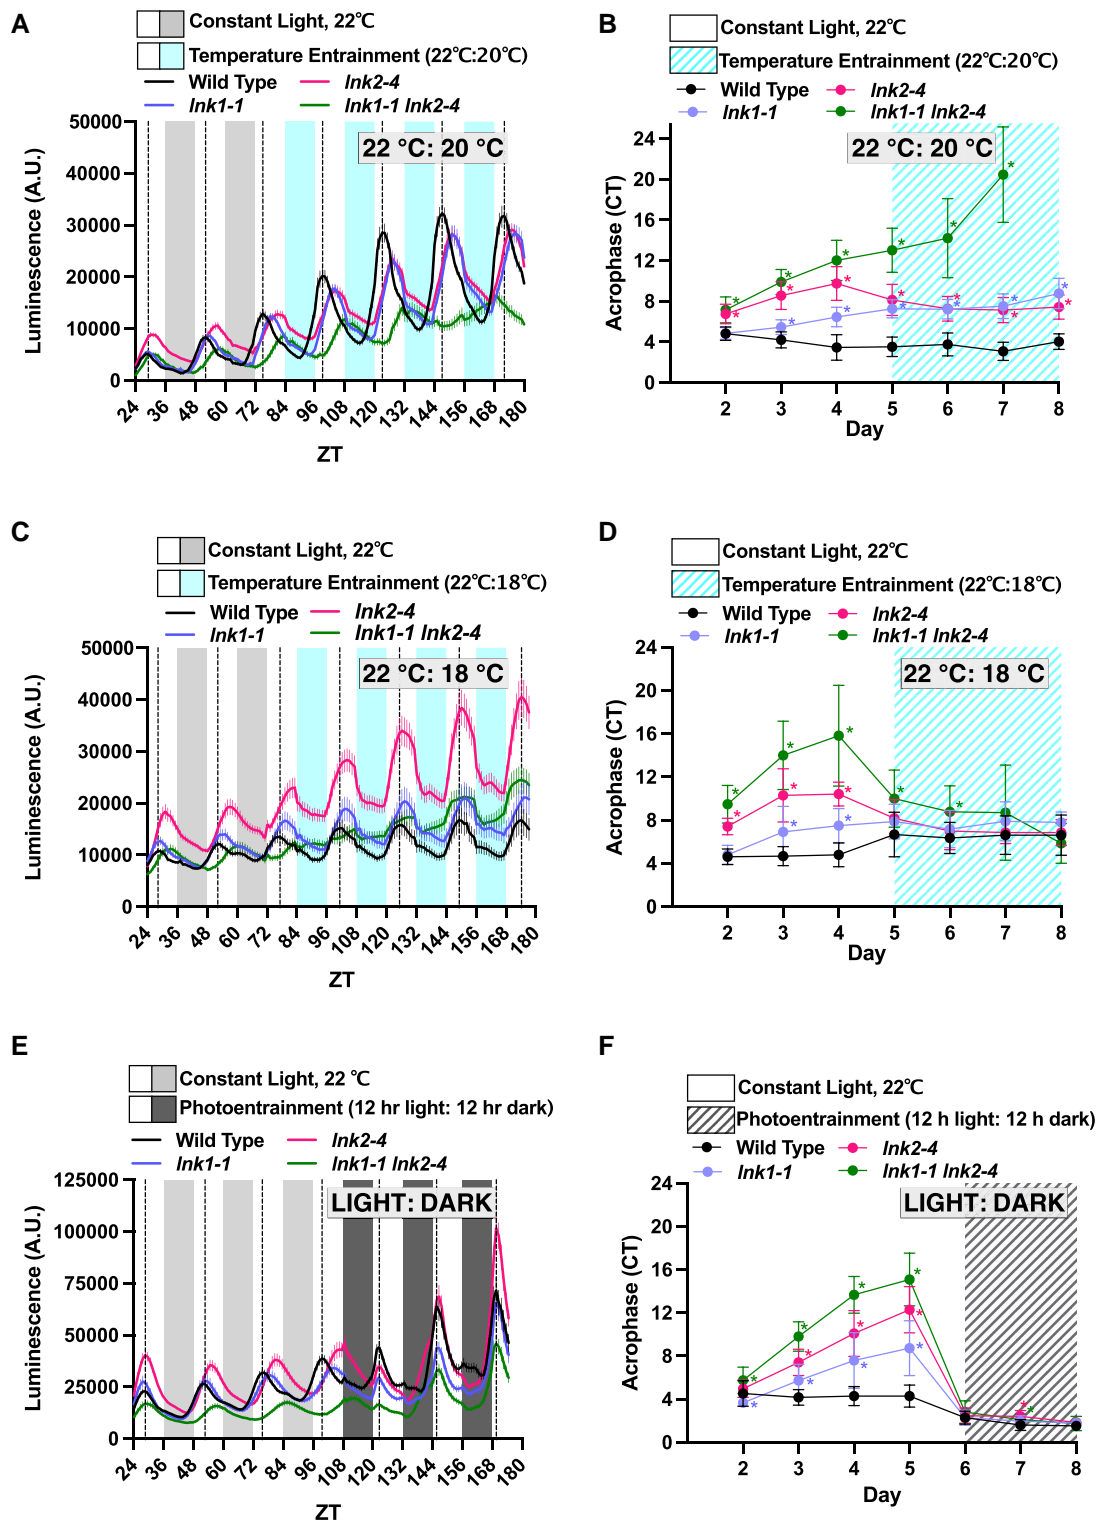 A
Constant Light, 22℃
Temperature Entrainment (22℃:20℃)
Wild Type
lnk2-4
lnk1-1
lnk1-1 lnk2-4
22 °C: 20 °C
Luminescence (A.U.)
50000
40000
30000
20000
10000
0
24 36 48 60 72 84 96 108 120 132 144 156 168 180
ZT
B
Constant Light, 22℃
Temperature Entrainment (22℃:20℃)
Wild Type
lnk2-4
lnk1-1
lnk1-1 lnk2-4
22 °C: 20 °C
Acrophase (CT)
24
20
16
12
8
4
0
2 3 4 5 6 7 8
Day
C
Constant Light, 22℃
Temperature Entrainment (22℃:18℃)
Wild Type
lnk2-4
lnk1-1
lnk1-1 lnk2-4
22 °C: 18 °C
Luminescence (A.U.)
50000
40000
30000
20000
10000
0
24 36 48 60 72 84 96 108 120 132 144 156 168 180
ZT
D
Constant Light, 22℃
Temperature Entrainment (22℃:18℃)
Wild Type
lnk2-4
lnk1-1
lnk1-1 lnk2-4
22 °C: 18 °C
Acrophase (CT)
24
20
16
12
8
4
0
2 3 4 5 6 7 8
Day
E
Constant Light, 22 ℃
Photoentrainment (12 hr light: 12 hr dark)
Wild Type
lnk2-4
lnk1-1
lnk1-1 lnk2-4
LIGHT: DARK
Luminescence (A.U.)
125000
100000
75000
50000
25000
0
24 36 48 60 72 84 96 108 120 132 144 156 168 180
ZT
F
Constant Light, 22℃
Photoentrainment (12 h light: 12 h dark)
Wild Type
lnk2-4
lnk1-1
lnk1-1 lnk2-4
LIGHT: DARK
Acrophase (CT)
24
20
16
12
8
4
0
2 3 4 5 6 7 8
Day